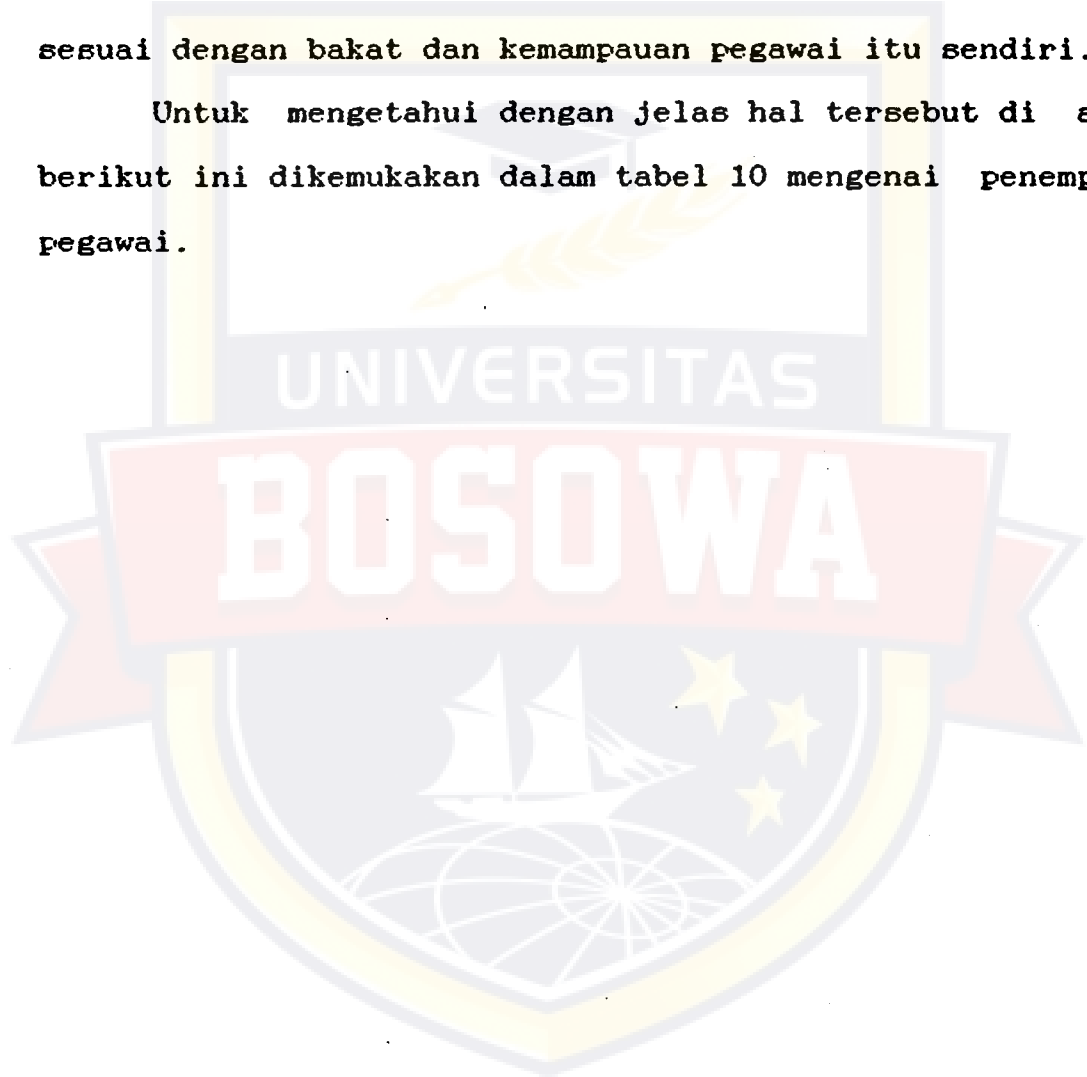 sesuai dengan bakat dan kemampauan pegawai itu sendiri.
Untuk mengetahui dengan jelas hal tersebut di
berikut ini dikemukakan dalam tabel 10 mengenai
pegawai.
UNIVERSITAS
BOSOWA